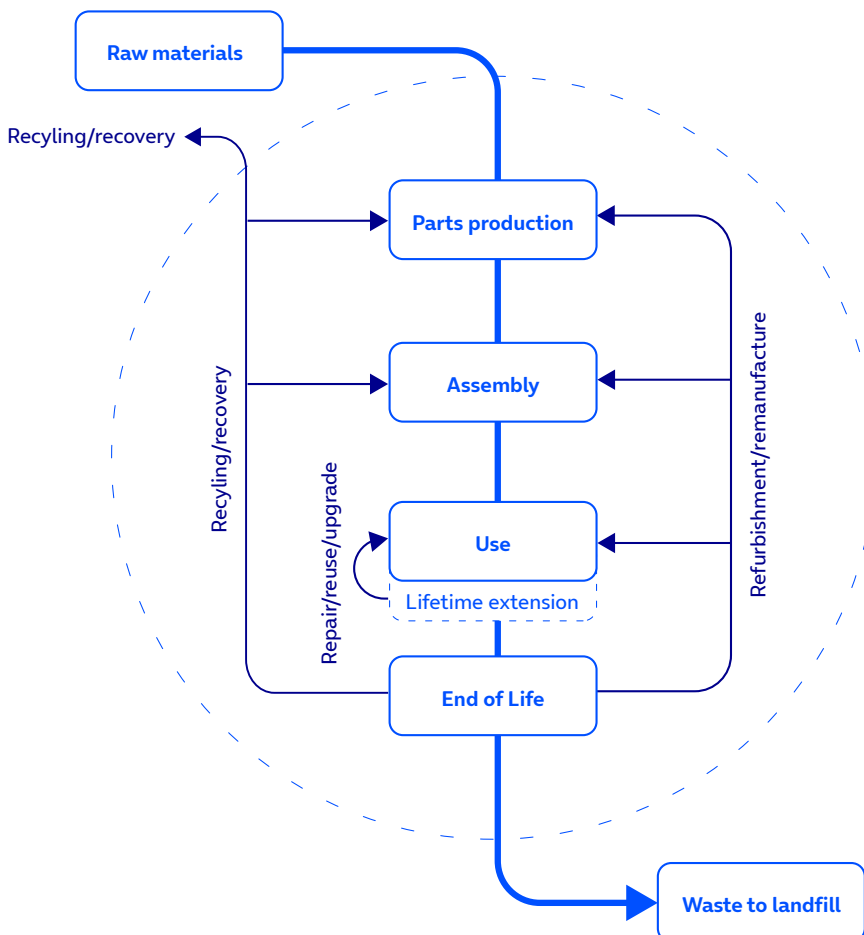 Raw materials
Recyling/recovery
Parts production
Assembly
Recyling/recovery
Refurbishment/remanufacture
Repair/reuse/upgrade
Use
Lifetime extension
End of Life
Waste to landfill